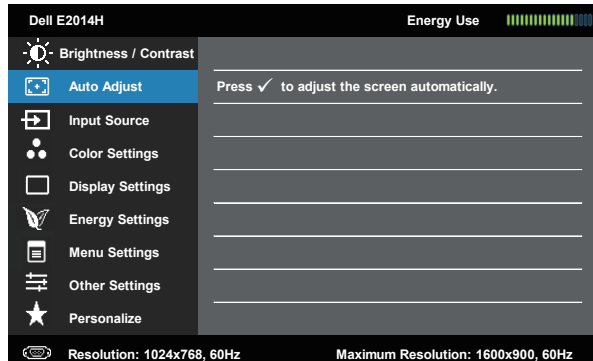 Dell E2014H Energy Use
Brightness / Contrast
Auto Adjust Press ✓ to adjust the screen automatically.
Input Source
Color Settings
Display Settings
Energy Settings
Menu Settings
Other Settings
Personalize
Resolution: 1024x768, 60Hz Maximum Resolution: 1600x900, 60Hz